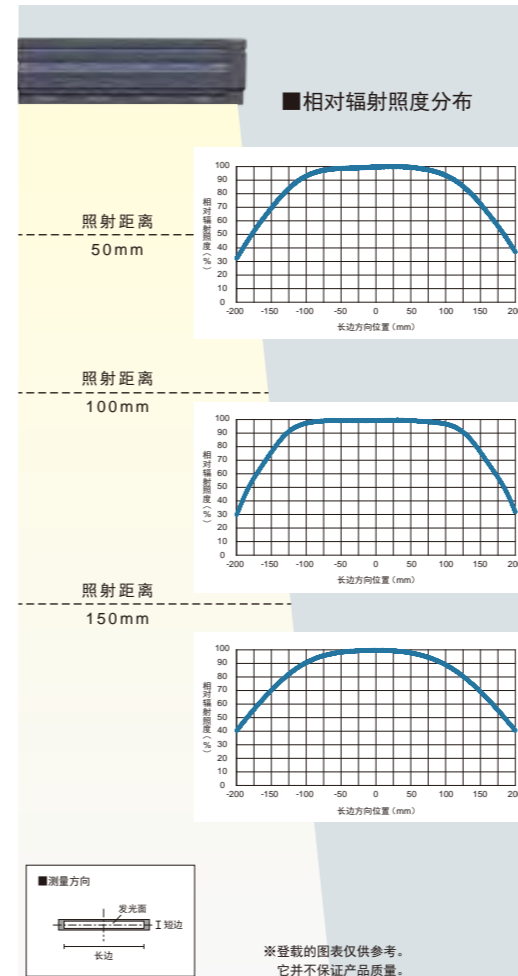 ■相对辐射照度分布
照射距离
50mm
相对辐射照度（%）
100
90
80
70
60
50
40
30
20
10
0
-200 -150 -100 -50 0 50 100 150 200
长边方向位置（mm）
照射距离
100mm
相对辐射照度（%）
100
90
80
70
60
50
40
30
20
10
0
-200 -150 -100 -50 0 50 100 150 200
长边方向位置（mm）
照射距离
150mm
相对辐射照度（%）
100
90
80
70
60
50
40
30
20
10
0
-200 -150 -100 -50 0 50 100 150 200
长边方向位置（mm）
■测量方向
发光面
短边
长边
※登载的图表仅供参考。
它并不保证产品质量。